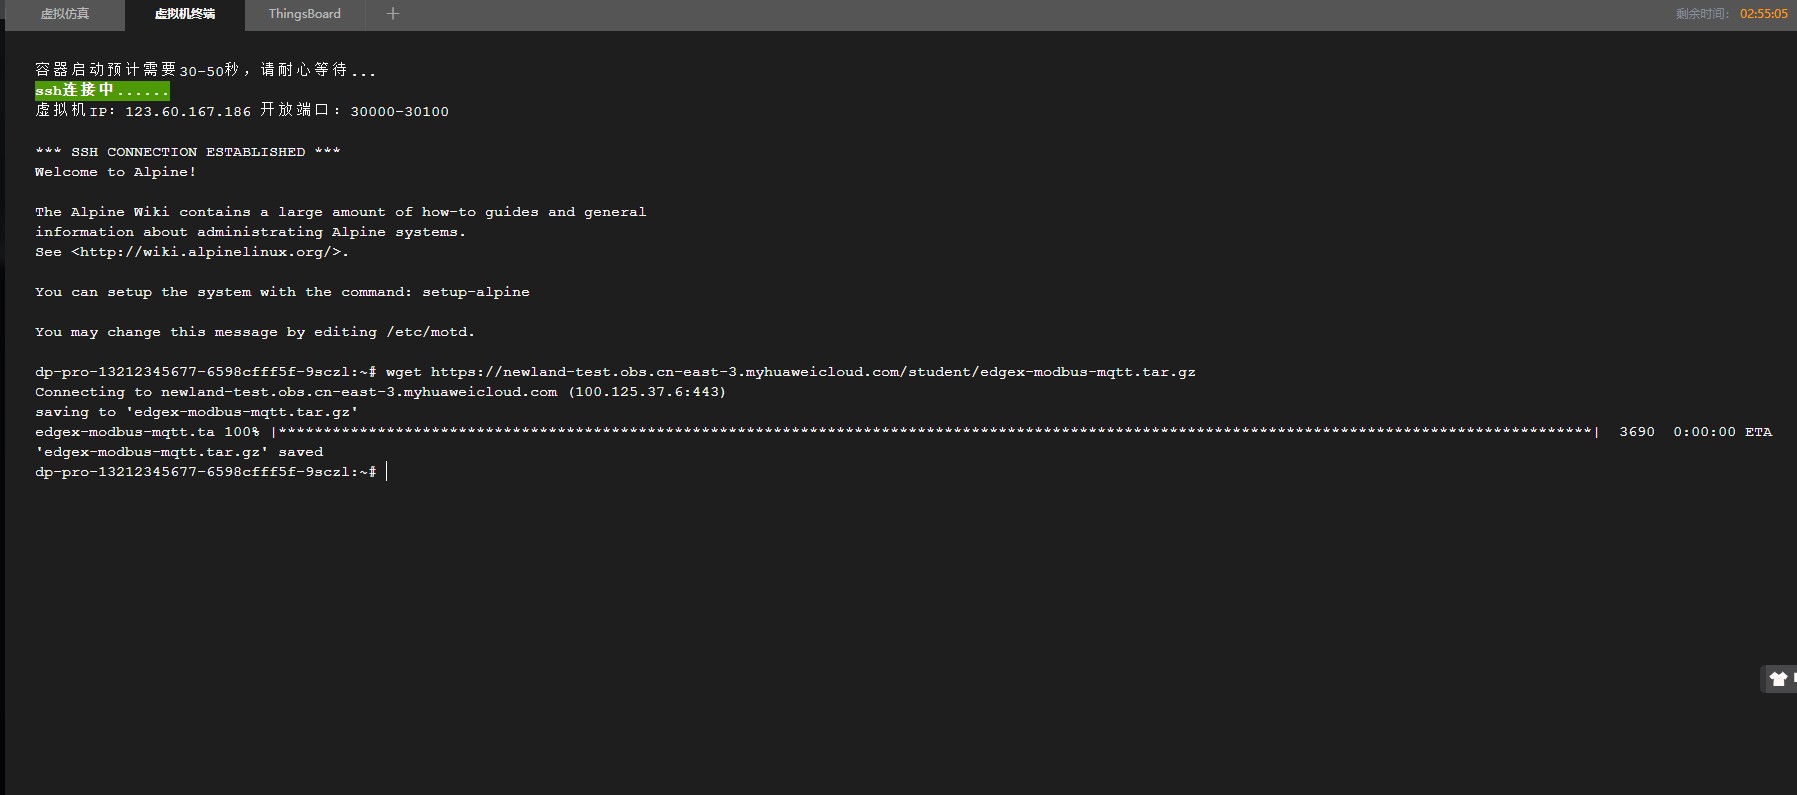 虚拟仿真 虚拟机终端 ThingsBoard 剩余时间： 02:55:05
容器启动预计需要30-50秒，请耐心等待...
ssh连接中......
虚拟机IP: 123.60.167.186 开放端口: 30000-30100
*** SSH CONNECTION ESTABLISHED ***
Welcome to Alpine!
The Alpine Wiki contains a large amount of how-to guides and general
information about administrating Alpine systems.
See <http://wiki.alpinelinux.org/>.
You can setup the system with the command: setup-alpine
You may change this message by editing /etc/motd.
dp-pro-13212345677-6598cfff5f-9sczl:~# wget https://newland-test.obs.cn-east-3.myhuaweicloud.com/student/edgex-modbus-mqtt.tar.gz
Connecting to newland-test.obs.cn-east-3.myhuaweicloud.com (100.125.37.6:443)
saving to 'edgex-modbus-mqtt.tar.gz'
edgex-modbus-mqtt.ta 100% |**************************************************************************************************************************************************| 3690 0:00:00 ETA
'edgex-modbus-mqtt.tar.gz' saved
dp-pro-13212345677-6598cfff5f-9sczl:~#